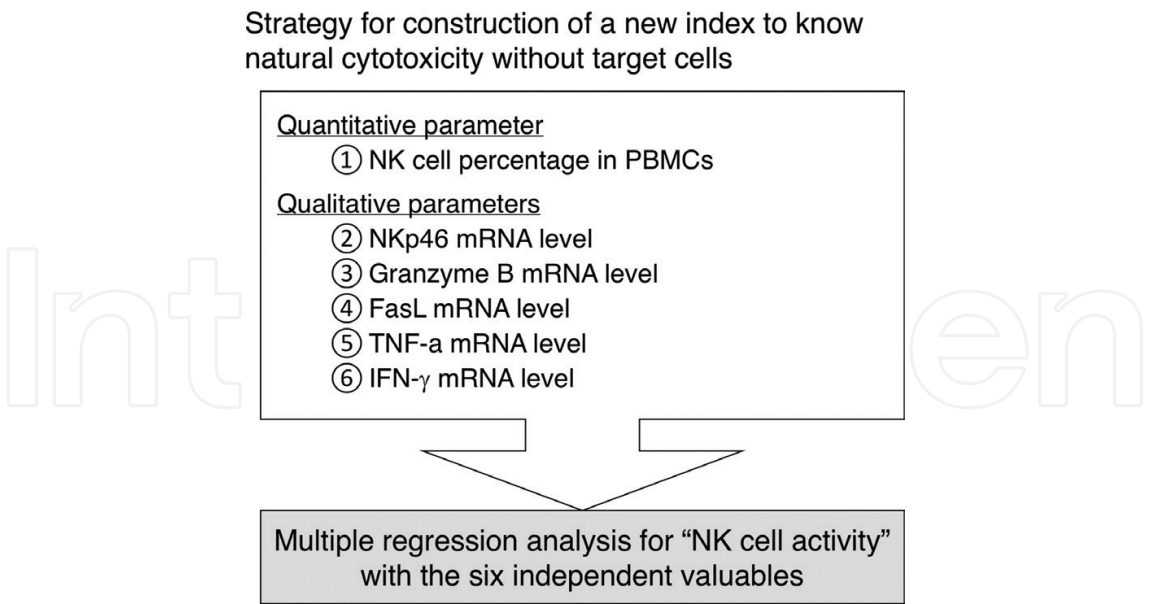 Strategy for construction of a new index to know
natural cytotoxicity without target cells
Quantitative parameter
① NK cell percentage in PBMCs
Qualitative parameters
② NKp46 mRNA level
③ Granzyme B mRNA level
④ FasL mRNA level
⑤ TNF-a mRNA level
⑥ IFN-γ mRNA level
Multiple regression analysis for “NK cell activity”
with the six independent valuables
Int en